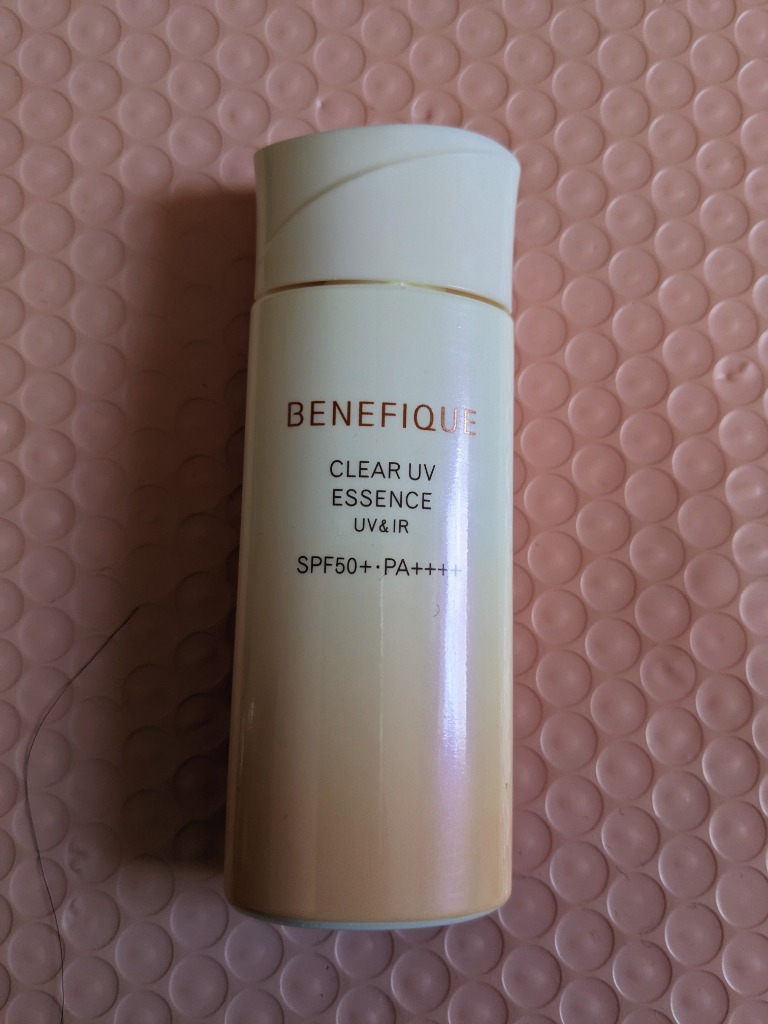 BENEFIQUE
CLEAR UV
ESSENCE
UV&IR
SPF50+·PA++++